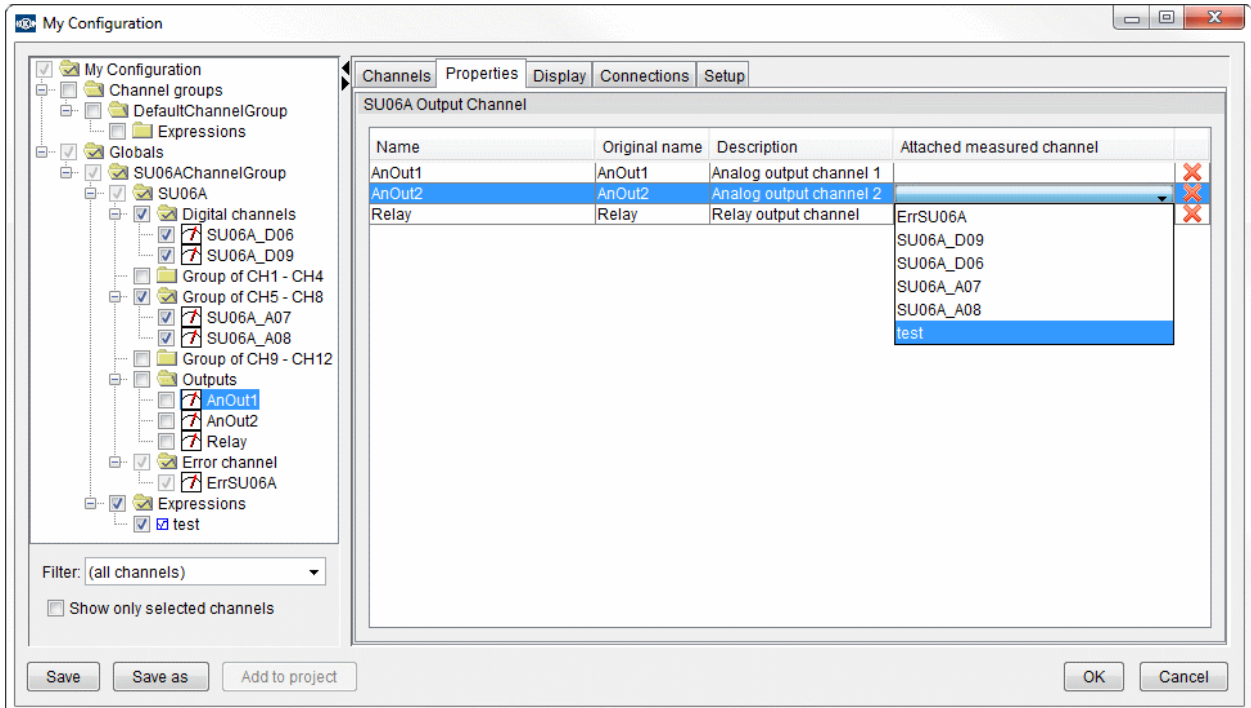 My Configuration
My Configuration
Channel groups
DefaultChannelGroup
Expressions
Globals
SU06AChannelGroup
SU06A
Digital channels
SU06A_D06
SU06A_D09
Group of CH1 - CH4
Group of CH5 - CH8
SU06A_A07
SU06A_A08
Group of CH9 - CH12
Outputs
AnOut1
AnOut2
Relay
Error channel
ErrSU06A
Expressions
test
Filter: (all channels)
Show only selected channels
Channels Properties Display Connections Setup
SU06A Output Channel
Name Original name Description Attached measured channel
AnOut1 AnOut1 Analog output channel 1
AnOut2 AnOut2 Analog output channel 2
Relay Relay Relay output channel
ErrSU06A
SU06A_D09
SU06A_D06
SU06A_A07
SU06A_A08
test
Save Save as Add to project OK Cancel